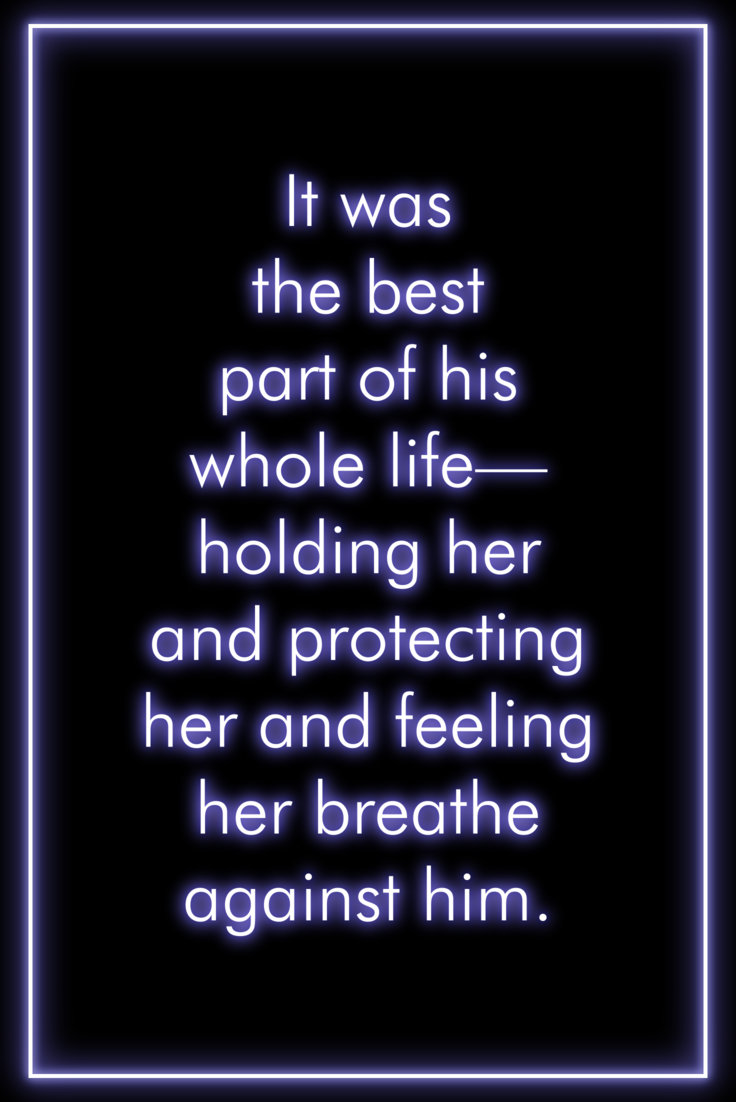 It was
the best
part of his
whole life—
holding her
and protecting
her and feeling
her breathe
against him.